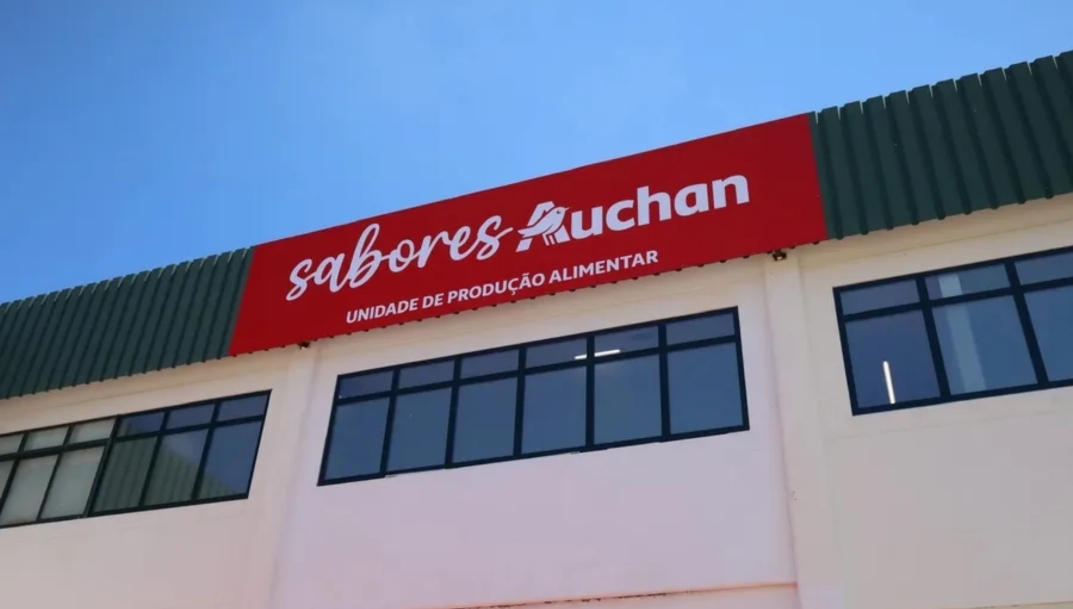 sabores Auchan
UNIDADE DE PRODUÇÃO ALIMENTAR